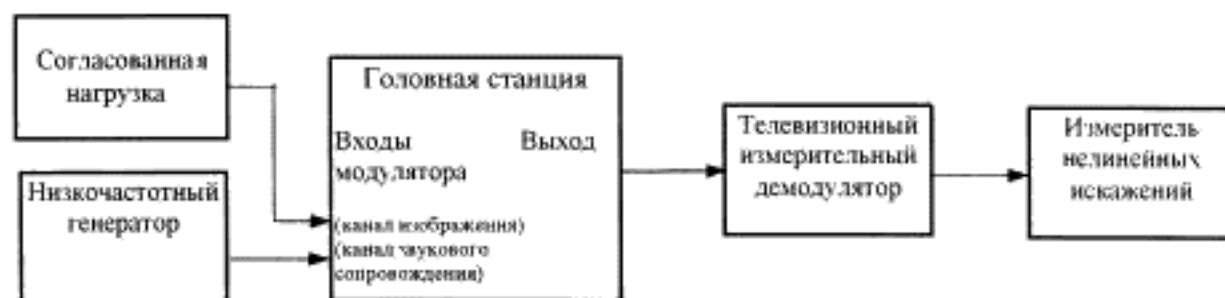 Согласованная
нагрузка
Низкочастотный
генератор
Головная станция
Входы Выход
модулятора
(канал изображения)
(канал звукового
сопровождения)
Телевизионный
измерительный
демодулятор
Измеритель
нелинейных
искажений